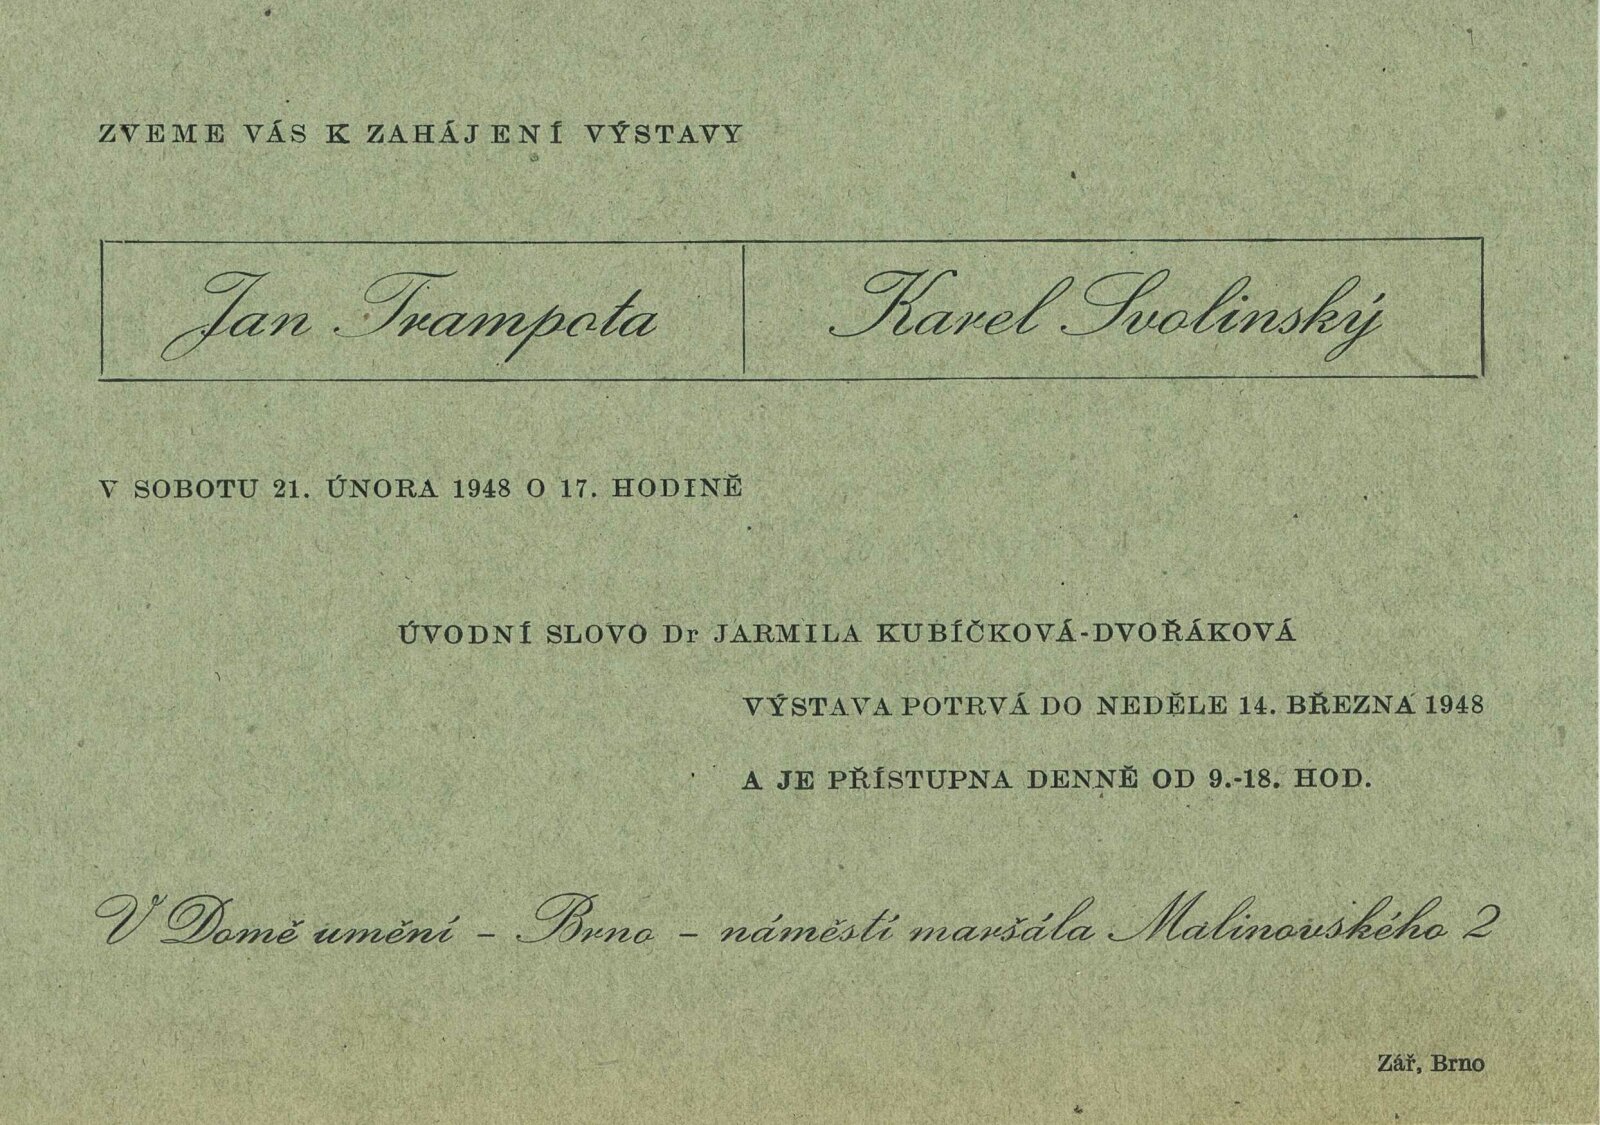 ZVEME VÁS K ZAHÁJENÍ VÝSTAVY
Jan Trampota
Karel Svolinský
V SOBOTU 21. ÚNORA 1948 O 17. HODINĚ
ÚVODNÍ SLOVO Dr JARMILA KUBÍČKOVÁ-DVOŘÁKOVÁ
VÝSTAVA POTRVÁ DO NEDĚLE 14. BŘEZNA 1948
A JE PŘÍSTUPNA DENNĚ OD 9.-18. HOD.
V Domě umění - Brno - náměstí maršála Malinovského 2
Zář, Brno